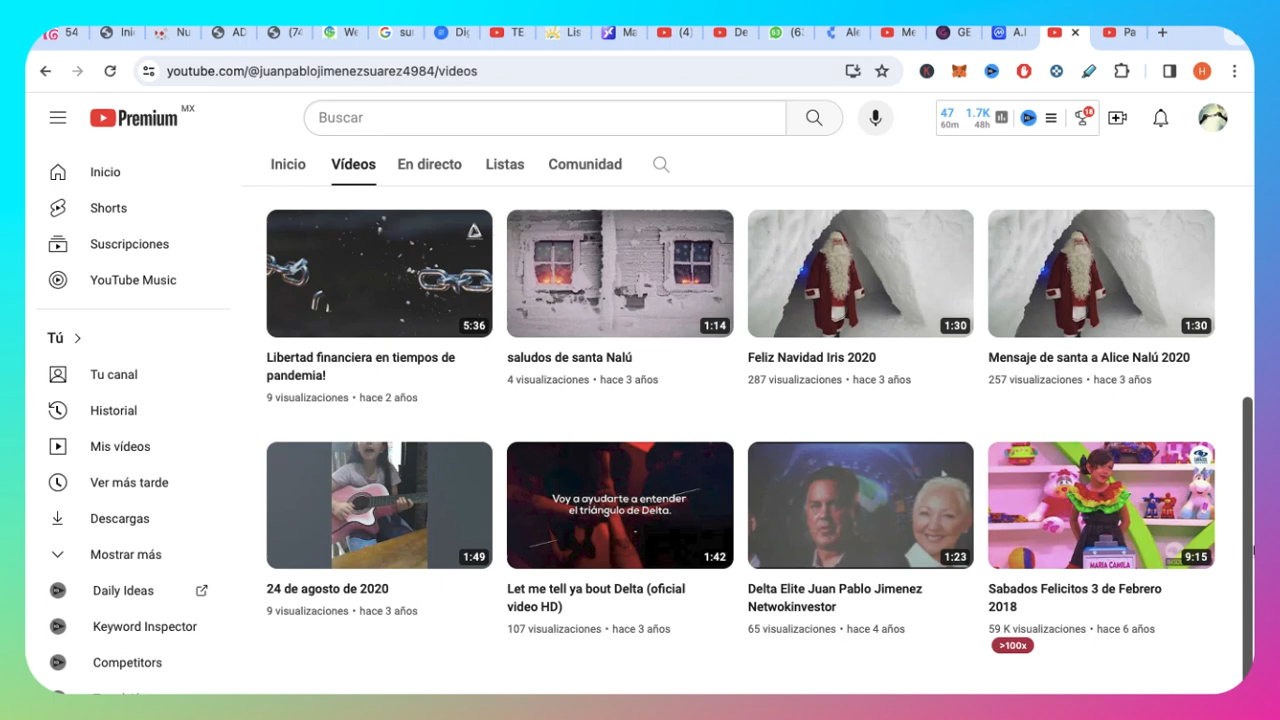 54
Ini
Nu
AD
(74
We
sur
Dig
TE
Lis
Ma
(4)
De
(6:
Ale
Me
GE
A.I
Pa
youtube.com/@juanpablojimenezsuarez4984/videos
H
Premium MX
Buscar
47 1.7K
60m 48h
18
Inicio Vídeos En directo Listas Comunidad
Inicio
Shorts
Suscripciones
YouTube Music
Tú
Tu canal
Historial
Mis vídeos
Ver más tarde
Descargas
Mostrar más
Daily Ideas
Keyword Inspector
Competitors
5:36
Libertad financiera en tiempos de
pandemia!
9 visualizaciones • hace 2 años
1:14
saludos de santa Nalú
4 visualizaciones • hace 3 años
1:30
Feliz Navidad Iris 2020
287 visualizaciones • hace 3 años
1:30
Mensaje de santa a Alice Nalú 2020
257 visualizaciones • hace 3 años
1:49
24 de agosto de 2020
9 visualizaciones • hace 3 años
Voy a ayudarte a entender
el triángulo de Delta.
1:42
Let me tell ya bout Delta (oficial
video HD)
107 visualizaciones • hace 3 años
1:23
Delta Elite Juan Pablo Jimenez
Netwokinvestor
65 visualizaciones • hace 4 años
MARIA CAMILA
9:15
Sabados Felicitos 3 de Febrero
2018
59 K visualizaciones • hace 6 años
>100x